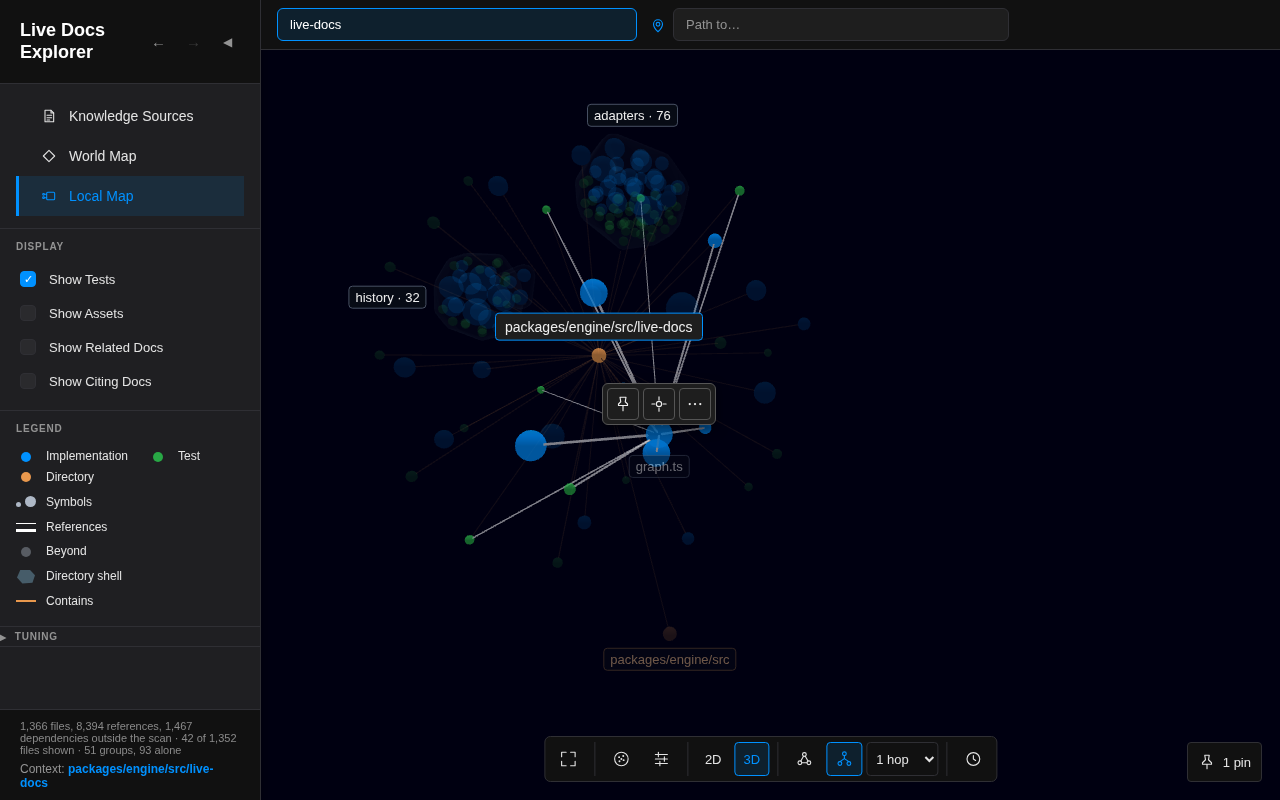 Live Docs
Explorer
live-docs
Path to…
Knowledge Sources
World Map
Local Map
DISPLAY
Show Tests
Show Assets
Show Related Docs
Show Citing Docs
LEGEND
Implementation
Test
Directory
Symbols
References
Beyond
Directory shell
Contains
TUNING
1,366 files, 8,394 references, 1,467
dependencies outside the scan · 42 of 1,352
files shown · 51 groups, 93 alone
Context: packages/engine/src/live-
docs
adapters · 76
history · 32
packages/engine/src/live-docs
graph.ts
packages/engine/src
2D
3D
1 hop
1 pin